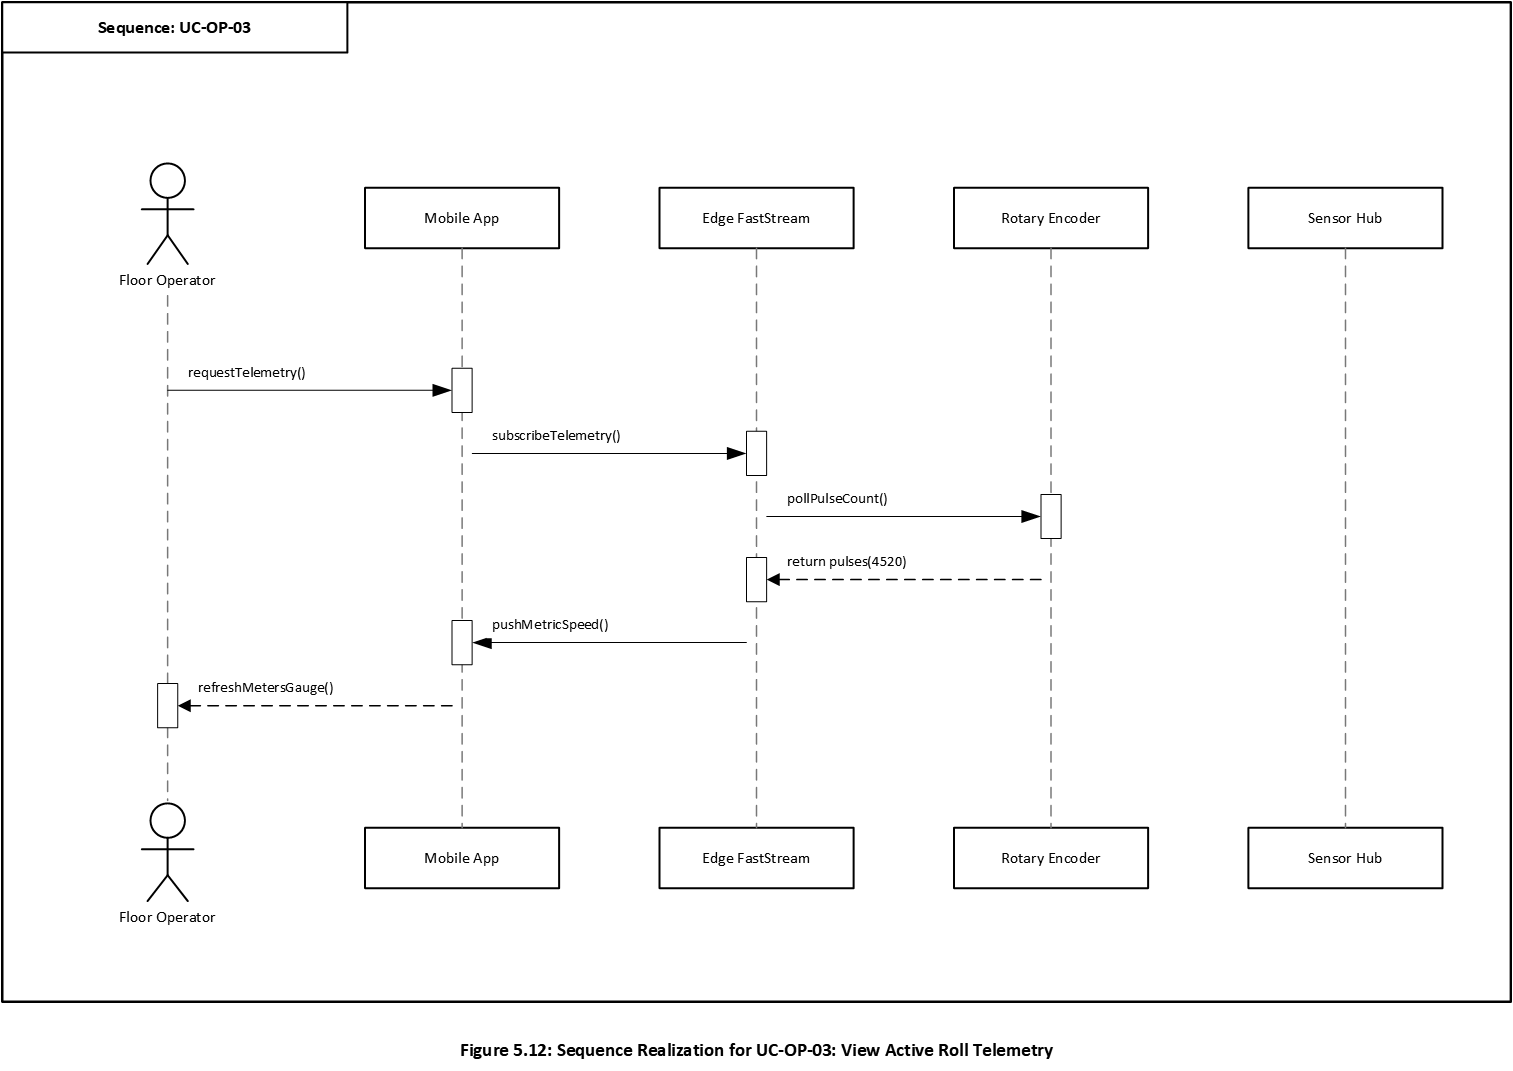 Sequence: UC-OP-03
Mobile App
Edge FastStream
Rotary Encoder
Sensor Hub
Floor Operator
requestTelemetry()
subscribeTelemetry()
pollPulseCount()
return pulses(4520)
pushMetricSpeed()
refreshMetersGauge()
Mobile App
Edge FastStream
Rotary Encoder
Sensor Hub
Floor Operator
Figure 5.12: Sequence Realization for UC-OP-03: View Active Roll Telemetry